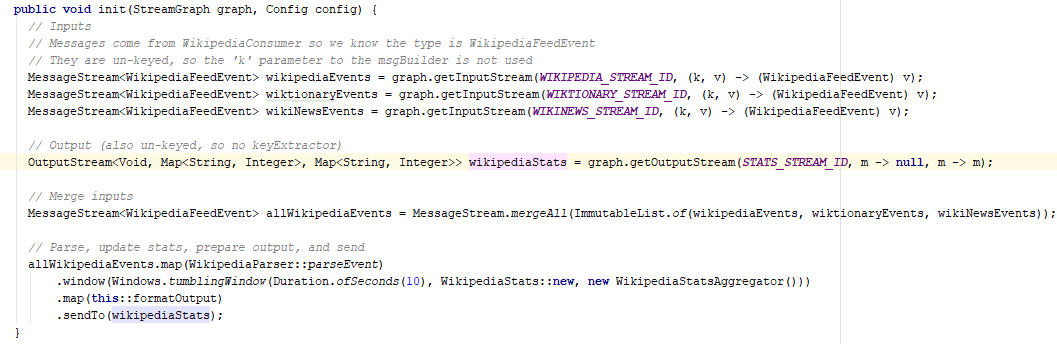 public void init(StreamGraph graph, Config config) {
// Inputs
// Messages come from WikipediaConsumer so we know the type is WikipediaFeedEvent
// They are un-keyed, so the 'k' parameter to the msgBuilder is not used
MessageStream<WikipediaFeedEvent> wikipediaEvents = graph.getInputStream(WIKIPEDIA_STREAM_ID, (k, v) -> (WikipediaFeedEvent) v);
MessageStream<WikipediaFeedEvent> wiktionaryEvents = graph.getInputStream(WIKTIONARY_STREAM_ID, (k, v) -> (WikipediaFeedEvent) v);
MessageStream<WikipediaFeedEvent> wikiNewsEvents = graph.getInputStream(WIKINEWS_STREAM_ID, (k, v) -> (WikipediaFeedEvent) v);
// Output (also un-keyed, so no keyExtractor)
OutputStream<Void, Map<String, Integer>, Map<String, Integer>> wikipediaStats = graph.getOutputStream(STATS_STREAM_ID, m -> null, m -> m);
// Merge inputs
MessageStream<WikipediaFeedEvent> allWikipediaEvents = MessageStream.mergeAll(ImmutableList.of(wikipediaEvents, wiktionaryEvents, wikiNewsEvents));
// Parse, update stats, prepare output, and send
allWikipediaEvents.map(WikipediaParser::parseEvent)
.window(Windows.tumblingWindow(Duration.ofSeconds(10), WikipediaStats::new, new WikipediaStatsAggregator()))
.map(this::formatOutput)
.sendTo(wikipediaStats);
}